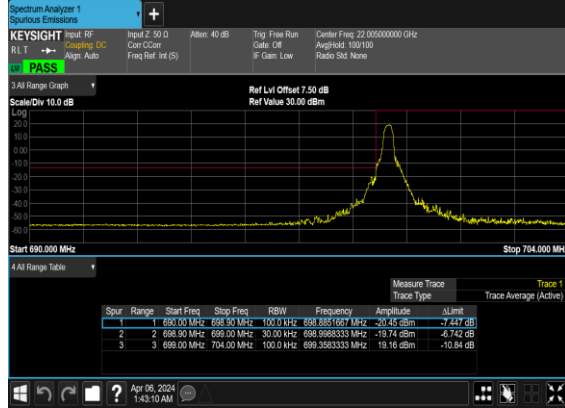 Spectrum Analyzer 1
Spurious Emissions
+
KEYSIGHT Input: RF Input Z: 50 Ω Atten: 40 dB Trig: Free Run Center Freq: 22.005000000 GHz
RLT Coupling: DC Corr CCorr Gate: Off Avg|Hold: 100/100
Align: Auto Freq Ref: Int (S) IF Gain: Low Radio Std: None
PASS
3 All Range Graph
Ref Lvl Offset 7.50 dB
Scale/Div 10.0 dB Ref Value 30.00 dBm
Log
20.0
10.0
0.00
-10.0
-20.0
-30.0
-40.0
-50.0
-60.0
Start 690.000 MHz Stop 704.000 MH
4 All Range Table
Measure Trace Trace 1
Trace Type Trace Average (Active)
Spur Range Start Freq Stop Freq RBW Frequency Amplitude ΔLimit
1 1 690.00 MHz 698.90 MHz 100.0 kHz 698.8851667 MHz -20.45 dBm -7.447 dB
2 2 698.90 MHz 699.00 MHz 30.00 kHz 698.9988333 MHz -19.74 dBm -6.742 dB
3 3 699.00 MHz 704.00 MHz 100.0 kHz 699.3583333 MHz 19.16 dBm -10.84 dB
?
Apr 06, 2024
1:43:10 AM